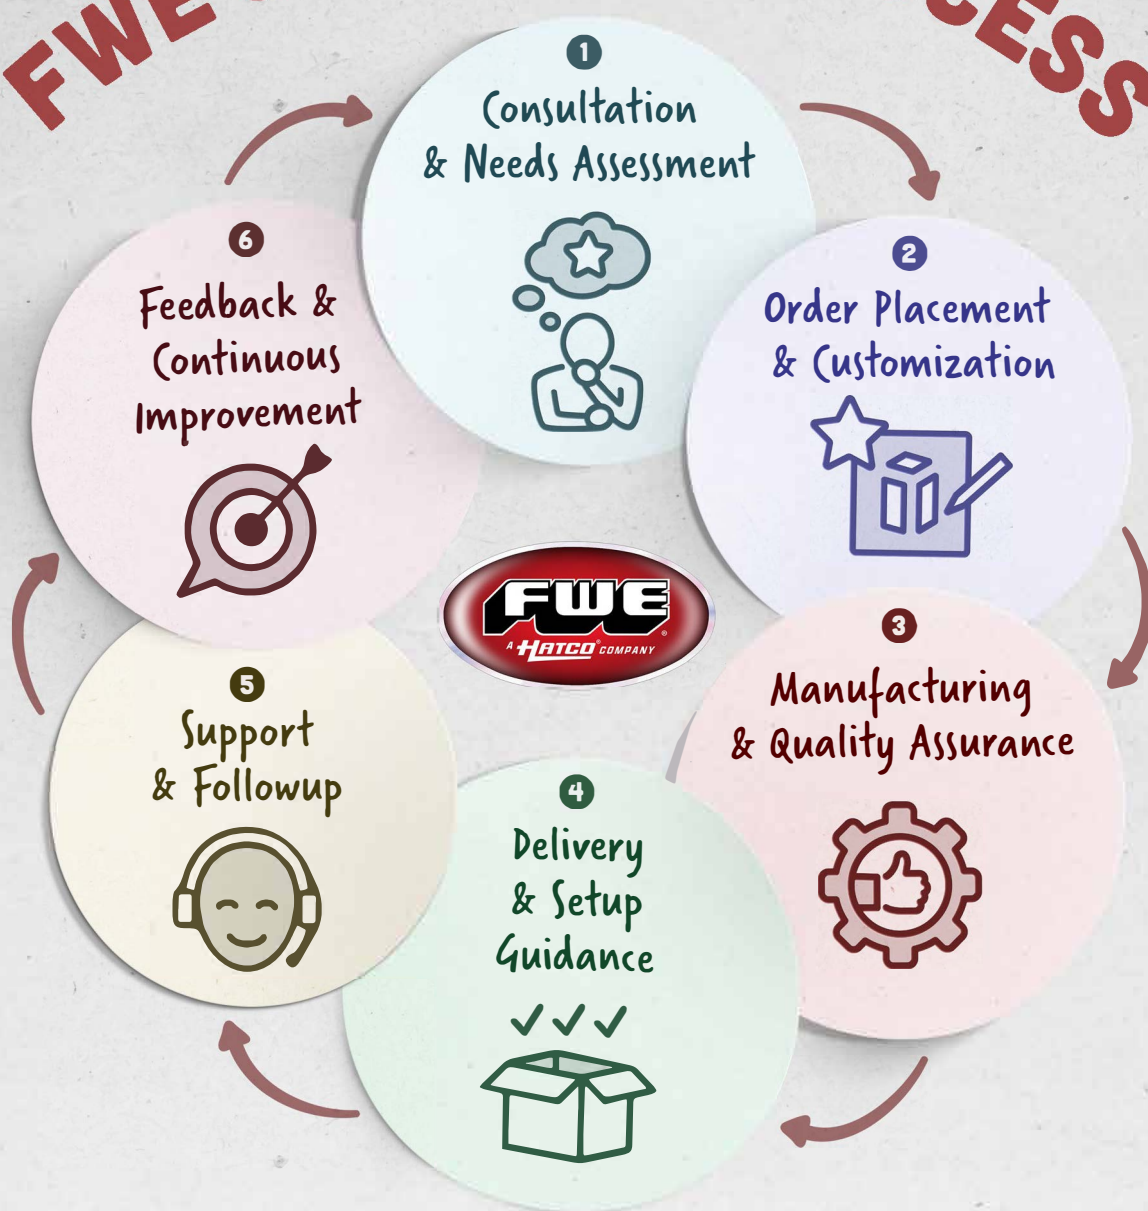 FWE
CESS
1
Consultation
& Needs Assessment
2
Order Placement
& Customization
3
Manufacturing
& Quality Assurance
4
Delivery
& Setup
Guidance
5
Support
& Followup
6
Feedback &
Continuous
Improvement
FWE
®
A HATCO® COMPANY